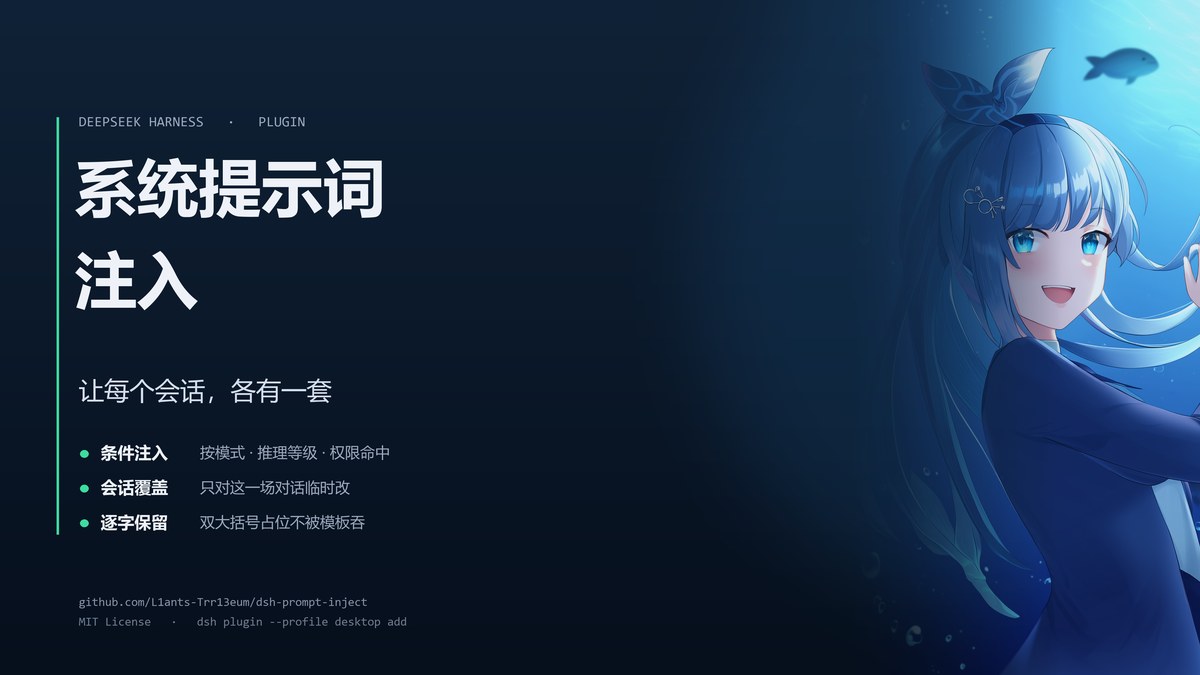 DEEPSEEK HARNESS · PLUGIN
系统提示词
注入
让每个会话，各有一套
条件注入 按模式 · 推理等级 · 权限命中
会话覆盖 只对这一场对话临时改
逐字保留 双大括号占位不被模板吞
github.com/L1ants-Trr13eum/dsh-prompt-inject
MIT License · dsh plugin --profile desktop add